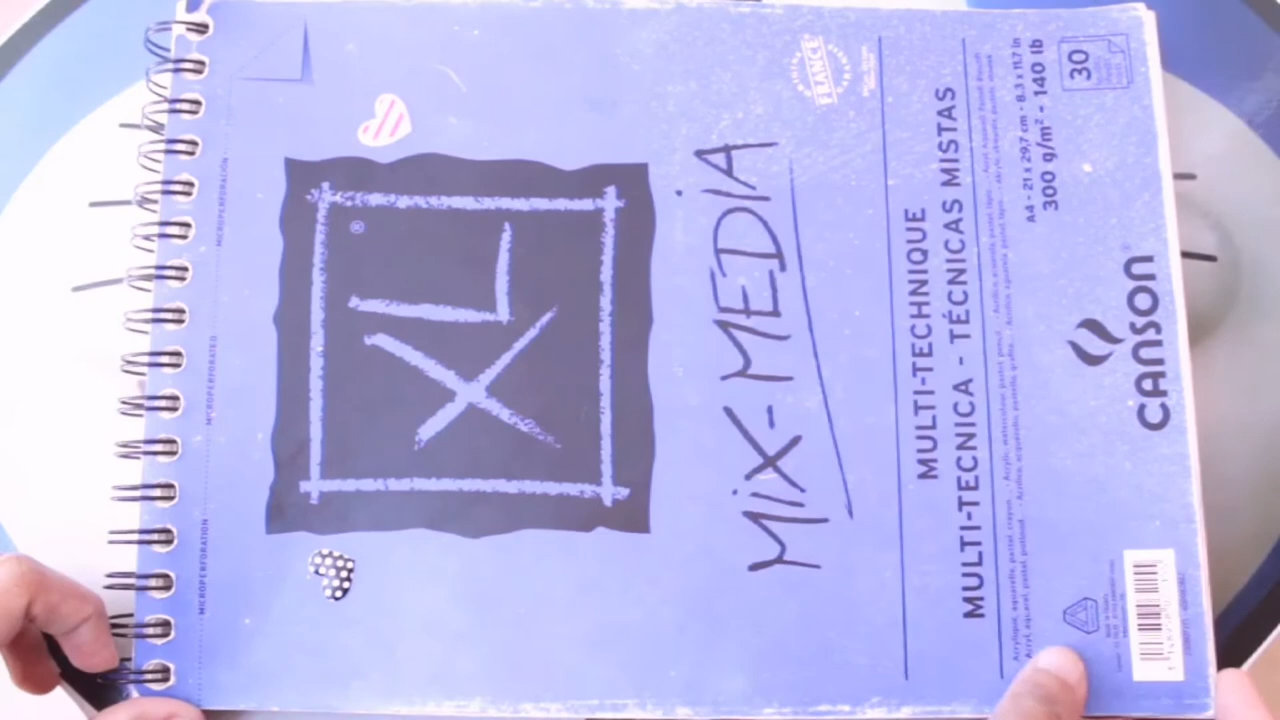 MICROPERFORATION
MICROPERFORATED
MICROPERFORACIÓN
XL
®
MIX-MEDIA
FRANCE
MULTI-TECHNIQUE
MULTI-TECNICA - TÉCNICAS MISTAS
A4 - 21 x 29,7 cm - 8.3 x 11.7 in
300 g/m² - 140 lb
30
CANSON®